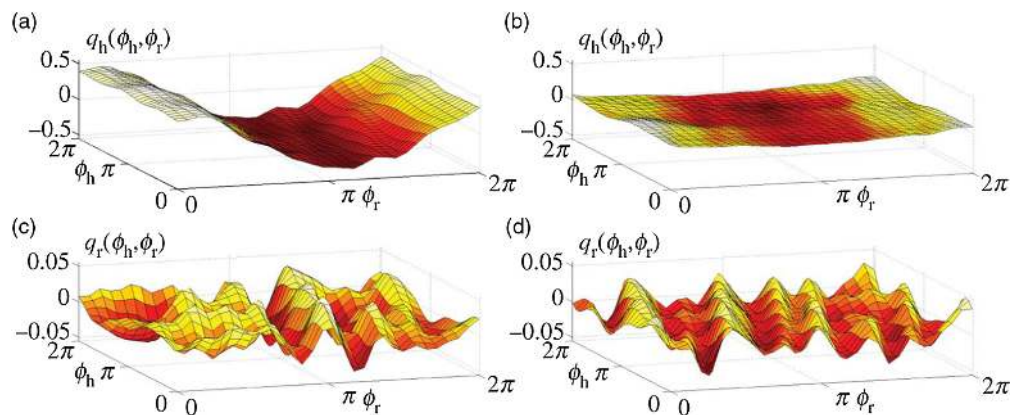 (a)
q_h(ϕ_h,ϕ_r)
0.5
0
−0.5
2π
ϕ_h π
0
0
π ϕ_r
2π
(b)
q_h(ϕ_h,ϕ_r)
0.5
0
−0.5
2π
ϕ_h π
0
0
π ϕ_r
2π
(c)
q_r(ϕ_h,ϕ_r)
0.05
0
−0.05
2π
ϕ_h π
0
0
π ϕ_r
2π
(d)
q_r(ϕ_h,ϕ_r)
0.05
0
−0.05
2π
ϕ_h π
0
0
π ϕ_r
2π